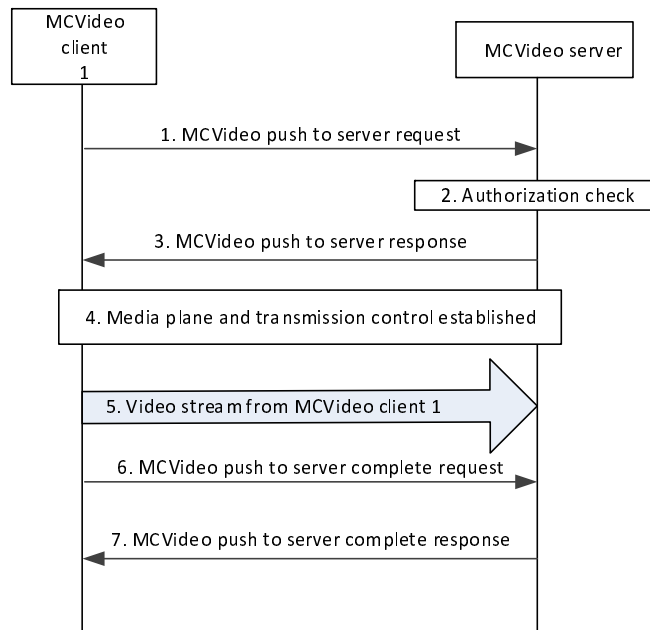 MCVideo
client
1
MCVideo server
1. MCVideo push to server request
2. Authorization check
3. MCVideo push to server response
4. Media plane and transmission control established
5. Video stream from MCVideo client 1
6. MCVideo push to server complete request
7. MCVideo push to server complete response